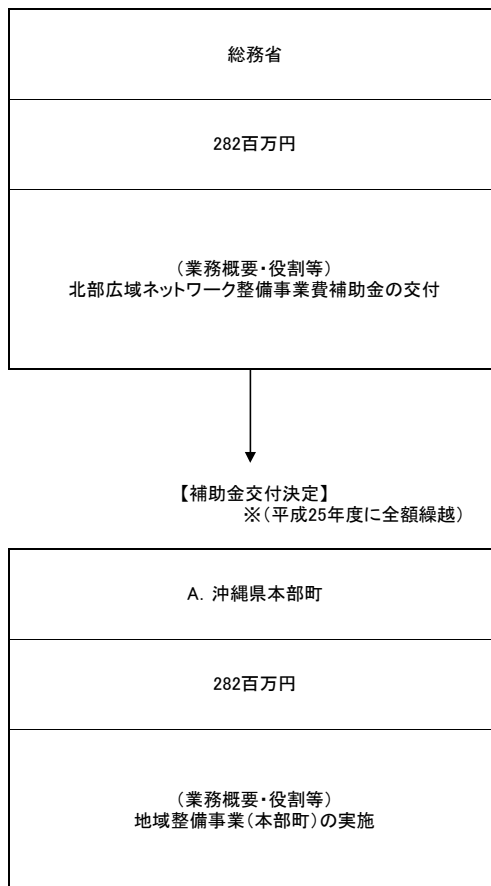 総務省
282百万円
(業務概要・役割等)
北部広域ネットワーク整備事業費補助金の交付
【補助金交付決定】
※(平成25年度に全額繰越)
A. 沖縄県本部町
282百万円
(業務概要・役割等)
地域整備事業(本部町)の実施